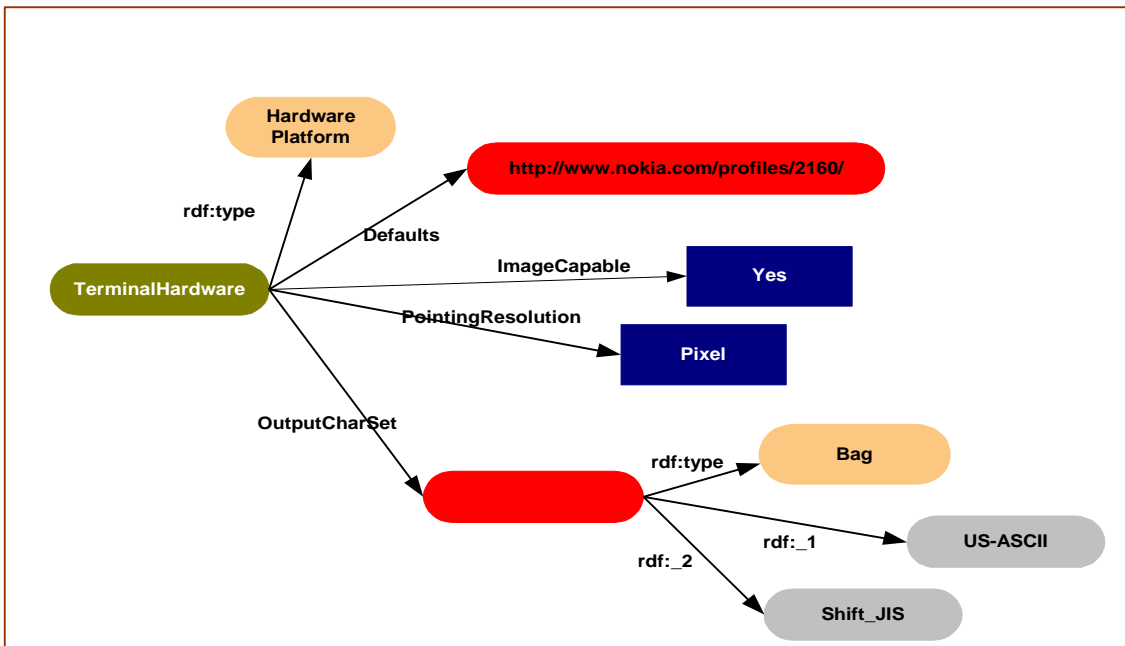 Hardware
Platform
http://www.nokia.com/profiles/2160/
rdf:type
Defaults
ImageCapable
Yes
TerminalHardware
PointingResolution
Pixel
OutputCharSet
Bag
rdf:type
US-ASCII
rdf:_1
rdf:_2
Shift_JIS